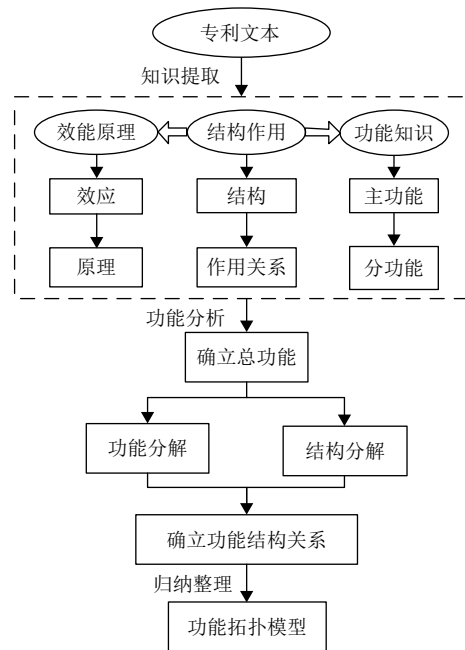 专利文本
知识提取
效能原理
结构作用
功能知识
效应
结构
主功能
原理
作用关系
分功能
功能分析
确立总功能
功能分解
结构分解
确立功能结构关系
归纳整理
功能拓扑模型